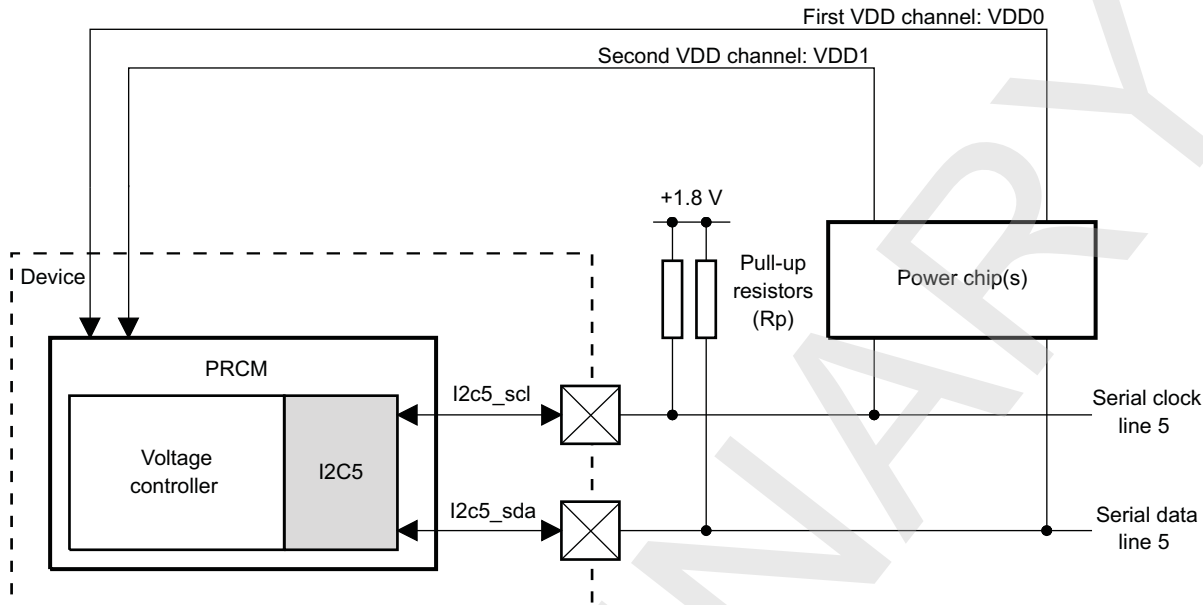 First VDD channel: VDD0
Second VDD channel: VDD1
+1.8 V
Device
Pull-up
resistors
(Rp)
Power chip(s)
PRCM
I2c5_scl
Serial clock
line 5
Voltage
controller
I2C5
I2c5_sda
Serial data
line 5
NARY